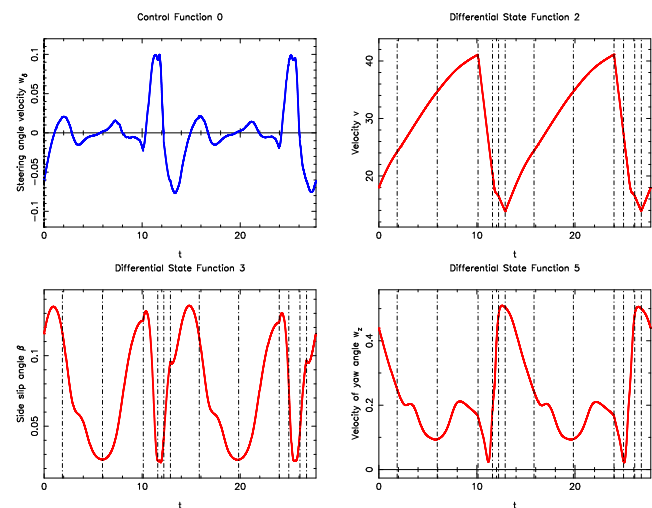 Control Function 0
Steering angle velocity w_δ
0.1
0.05
0
−0.05
−0.1
0
10
20
t
Differential State Function 2
Velocity v
40
30
20
0
10
20
t
Differential State Function 3
Side slip angle β
0.1
0.05
0
10
20
t
Differential State Function 5
Velocity of yaw angle w_z
0.4
0.2
0
0
10
20
t